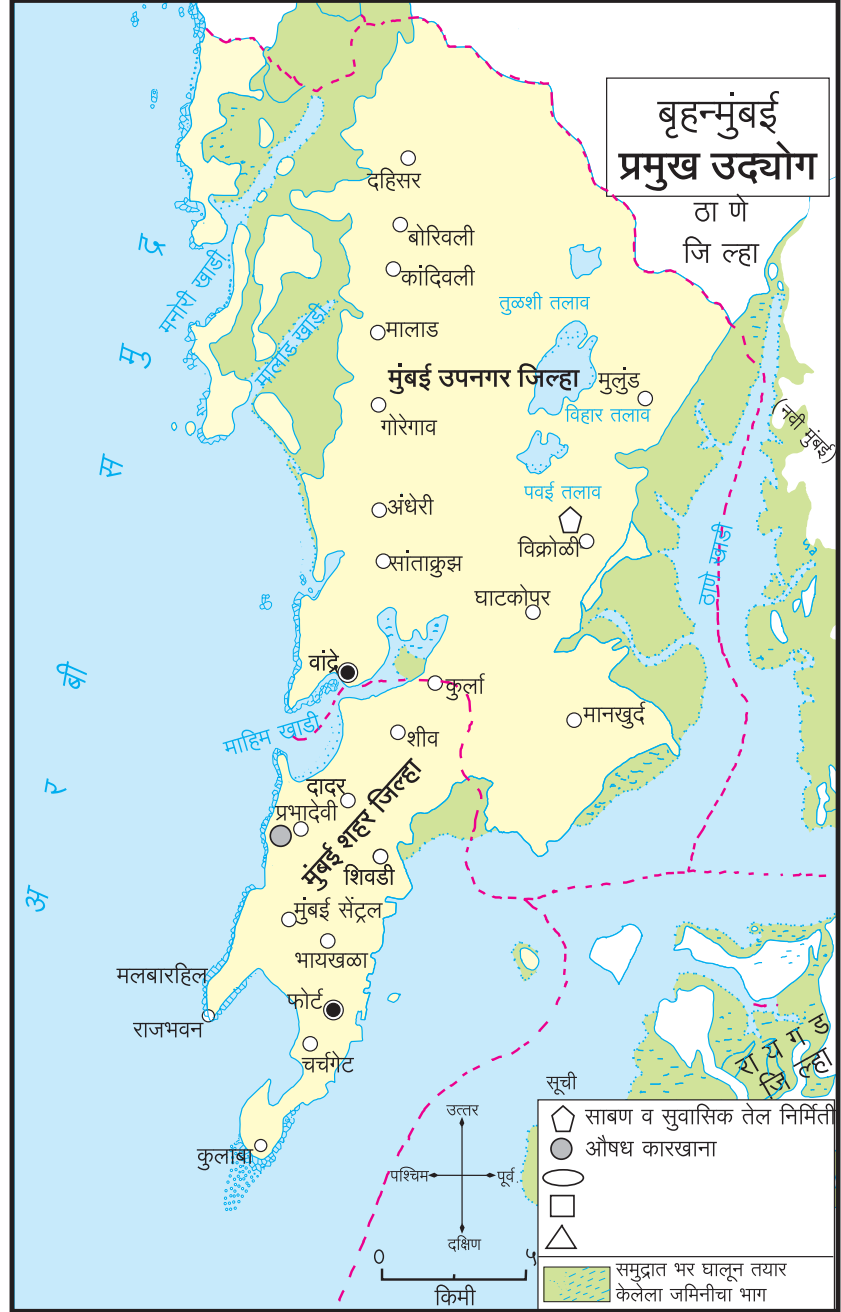 बृहन्मुंबई
प्रमुख उद्योग
ठा णे
जि ल्हा
दहिसर
बोरिवली
कांदिवली
मनोरी खाडी
तुळशी तलाव
मालाड खाडी
मालाड
मुंबई उपनगर जिल्हा
मुलुंड
विहार तलाव
गोरेगाव
(नवी मुंबई)
पवई तलाव
अंधेरी
विक्रोळी
सांताक्रुझ
ठाणे खाडी
घाटकोपर
वांद्रे
कुर्ला
मानखुर्द
माहिम खाडी
शीव
दादर
प्रभादेवी
मुंबई शहर जिल्हा
शिवडी
अ र बी स मु द्र
मुंबई सेंट्रल
भायखळा
मलबारहिल
फोर्ट
राजभवन
चर्चगेट
रा य ग ड
जि ल्हा
कुलाबा
उत्तर
पश्चिम
पूर्व
दक्षिण
0
५
किमी
सूची
साबण व सुवासिक तेल निर्मिती
औषध कारखाना
समुद्रात भर घालून तयार
केलेला जमिनीचा भाग